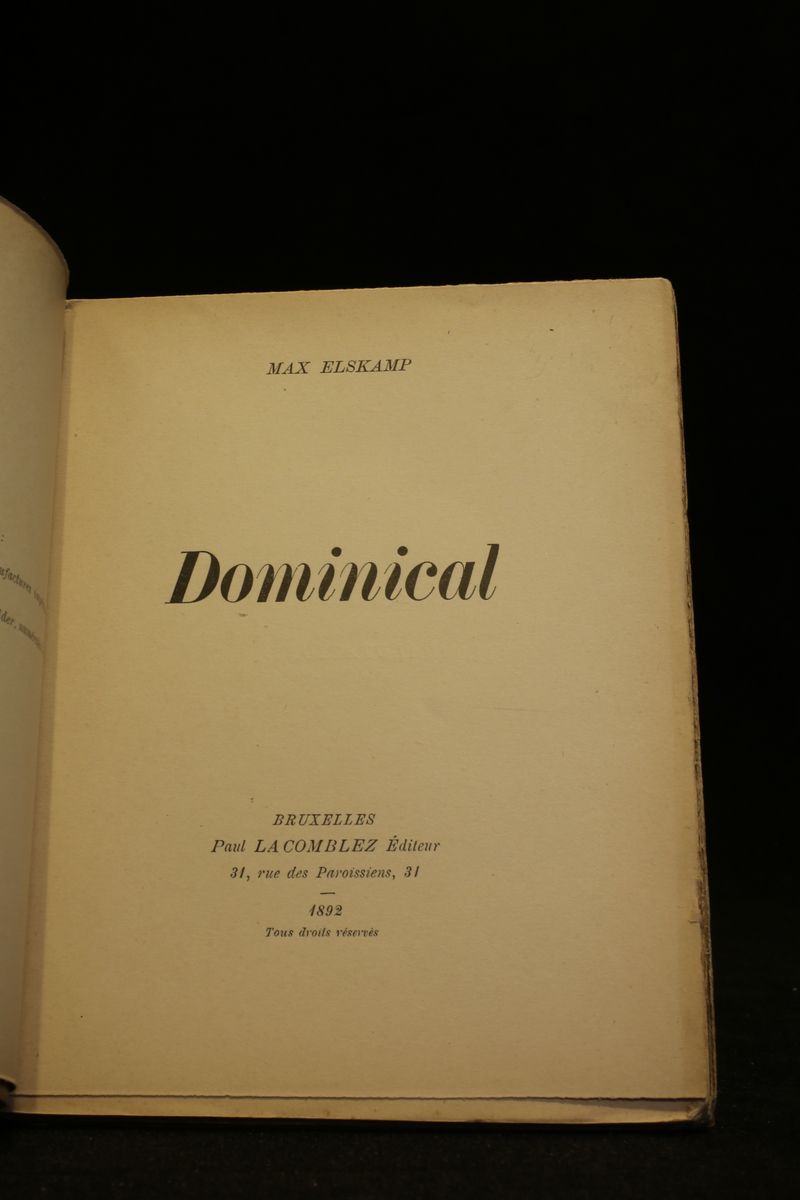 MAX ELSKAMP
Dominical
BRUXELLES
Paul LACOMBLEZ Éditeur
31, rue des Paroissiens, 31
1892
Tous droits réservés